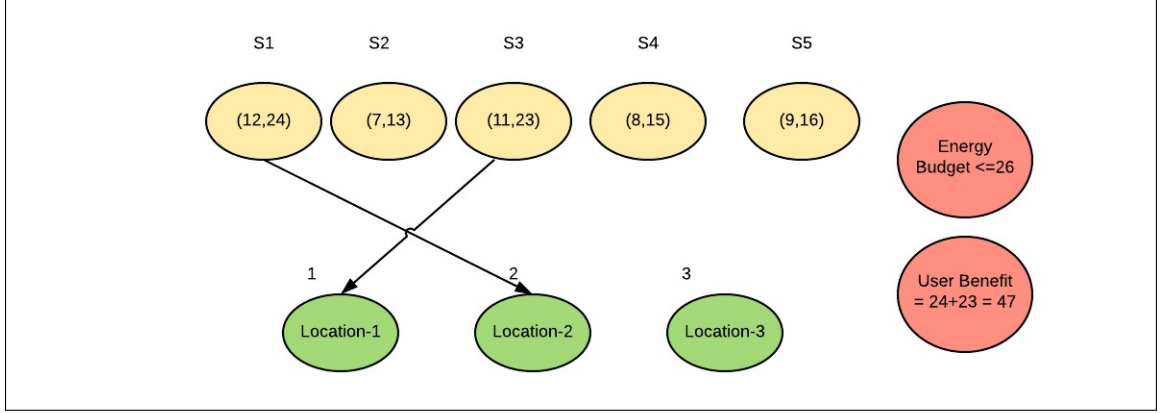 S1 S2 S3 S4 S5
(12,24) (7,13) (11,23) (8,15) (9,16)
Energy
Budget <=26
User Benefit
= 24+23 = 47
1 2 3
Location-1 Location-2 Location-3